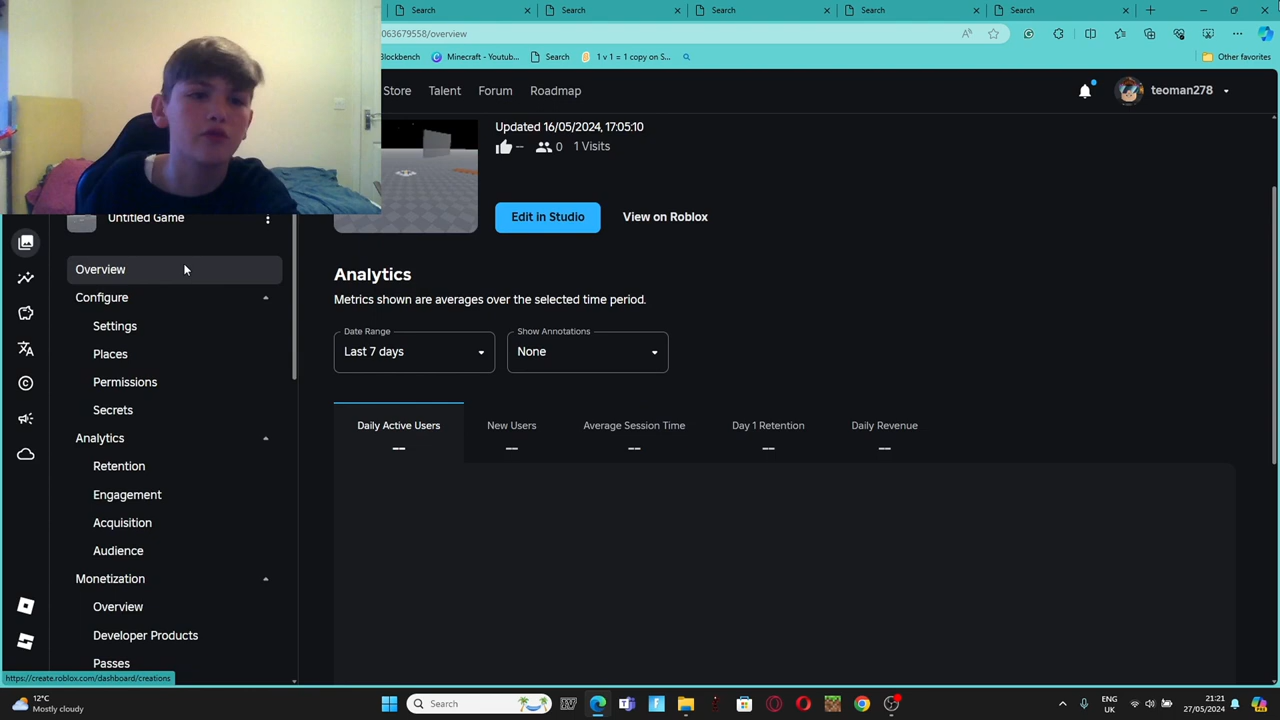 Search
Search
Search
Search
Search
063679558/overview
Blockbench
Minecraft - Youtub...
Search
1 v 1 = 1 copy on S...
Other favorites
Store
Talent
Forum
Roadmap
teoman278
Updated 16/05/2024, 17:05:10
--
0
1 Visits
Edit in Studio
View on Roblox
Untitled Game
Overview
Configure
Settings
Places
Permissions
Secrets
Analytics
Retention
Engagement
Acquisition
Audience
Monetization
Overview
Developer Products
Passes
https://create.roblox.com/dashboard/creations
Analytics
Metrics shown are averages over the selected time period.
Date Range
Last 7 days
Show Annotations
None
Daily Active Users
--
New Users
--
Average Session Time
--
Day 1 Retention
--
Daily Revenue
--
12°C
Mostly cloudy
Search
ENG
UK
21:21
27/05/2024